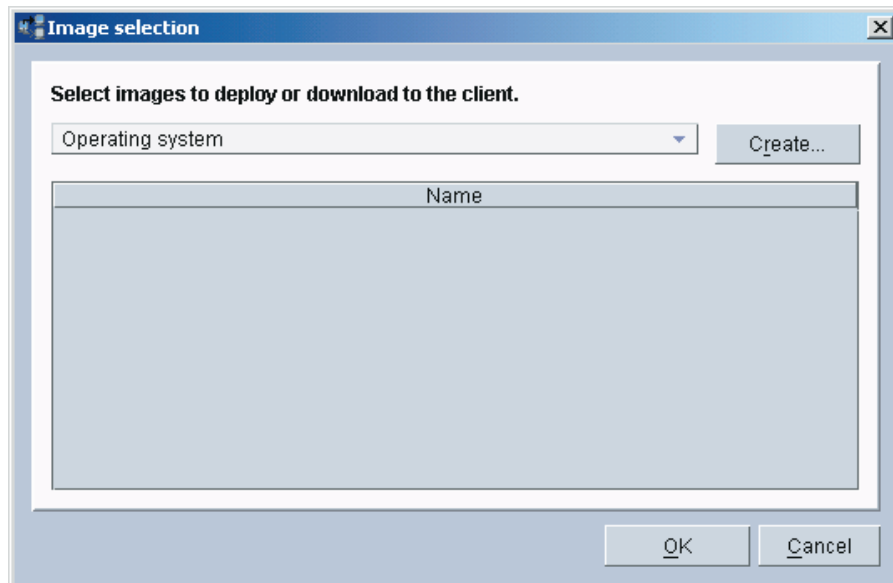 Image selection
Select images to deploy or download to the client.
Operating system
Create...
Name
OK
Cancel